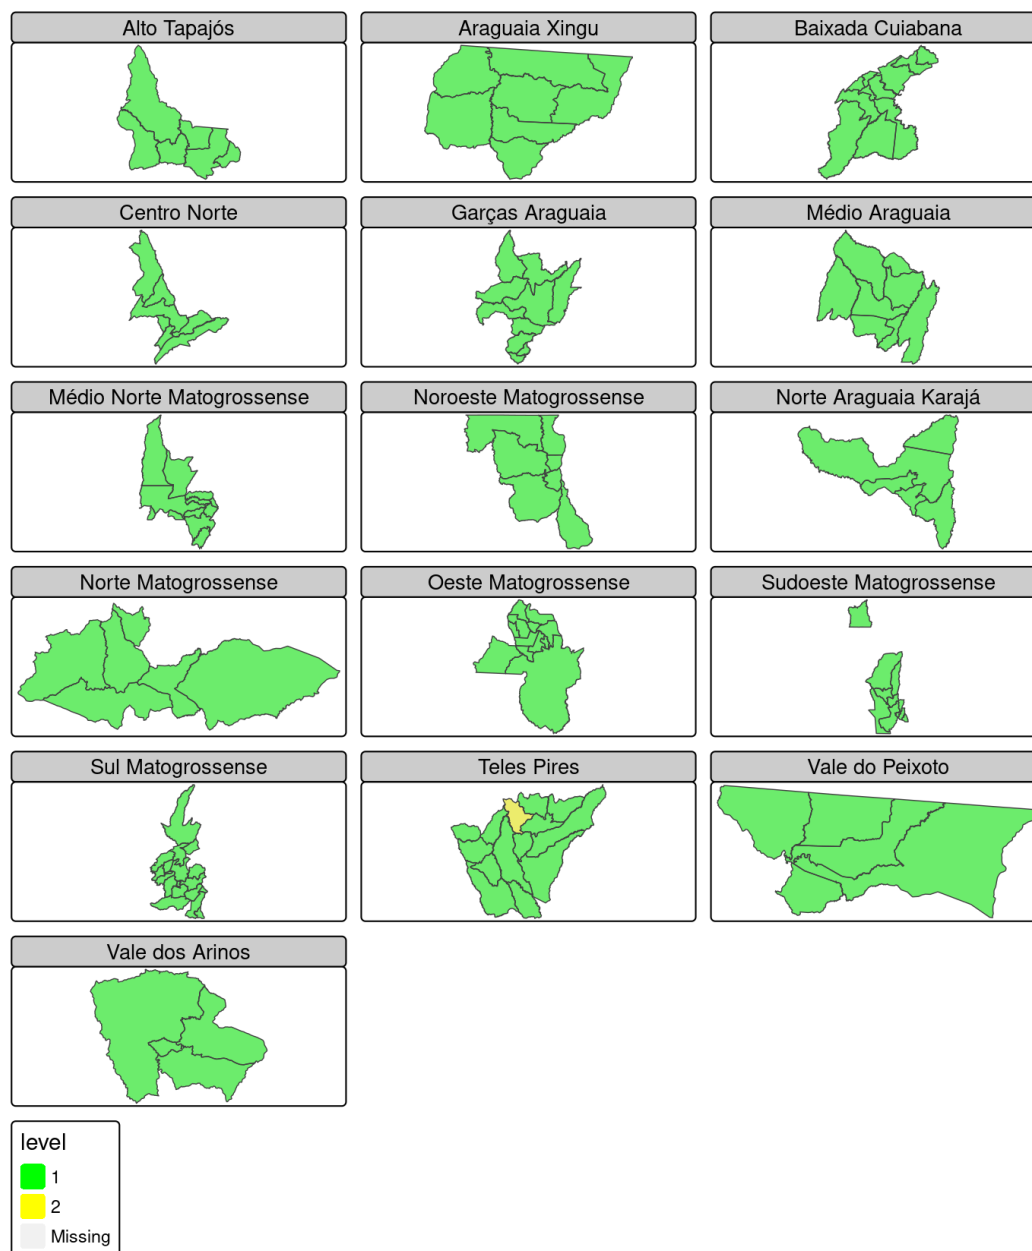 Alto Tapajós
Araguaia Xingu
Baixada Cuiabana
Centro Norte
Garças Araguaia
Médio Araguaia
Médio Norte Matogrossense
Noroeste Matogrossense
Norte Araguaia Karajá
Norte Matogrossense
Oeste Matogrossense
Sudoeste Matogrossense
Sul Matogrossense
Teles Pires
Vale do Peixoto
Vale dos Arinos
level
1
2
Missing